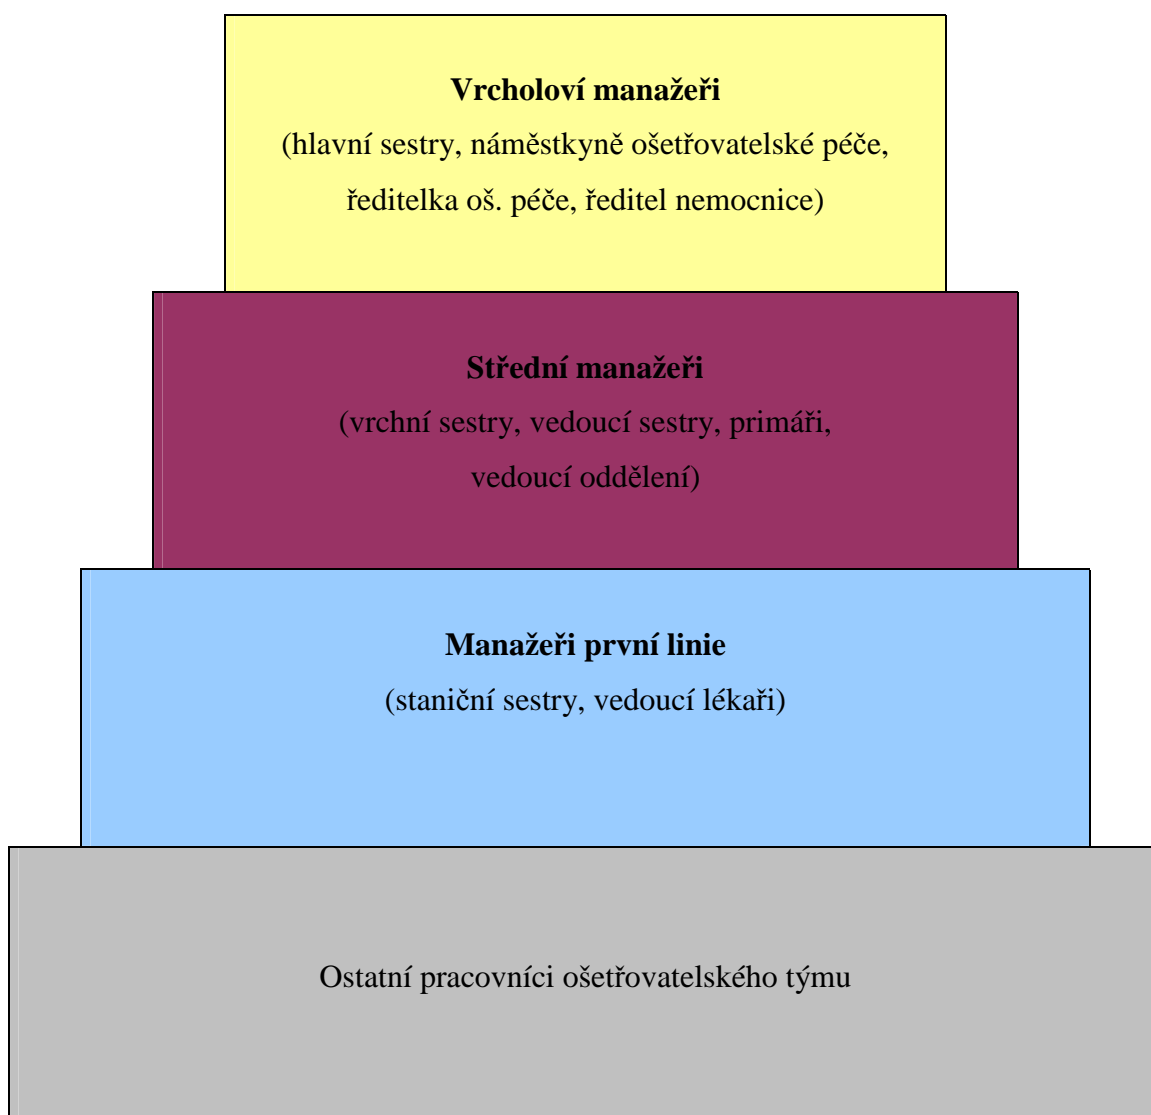 Vrcholoví manažeři
(hlavní sestry, náměstkyně ošetřovatelské péče,
ředitelka oš. péče, ředitel nemocnice)
Střední manažeři
(vrchní sestry, vedoucí sestry, primáři,
vedoucí oddělení)
Manažeři první linie
(staniční sestry, vedoucí lékaři)
Ostatní pracovníci ošetřovatelského týmu